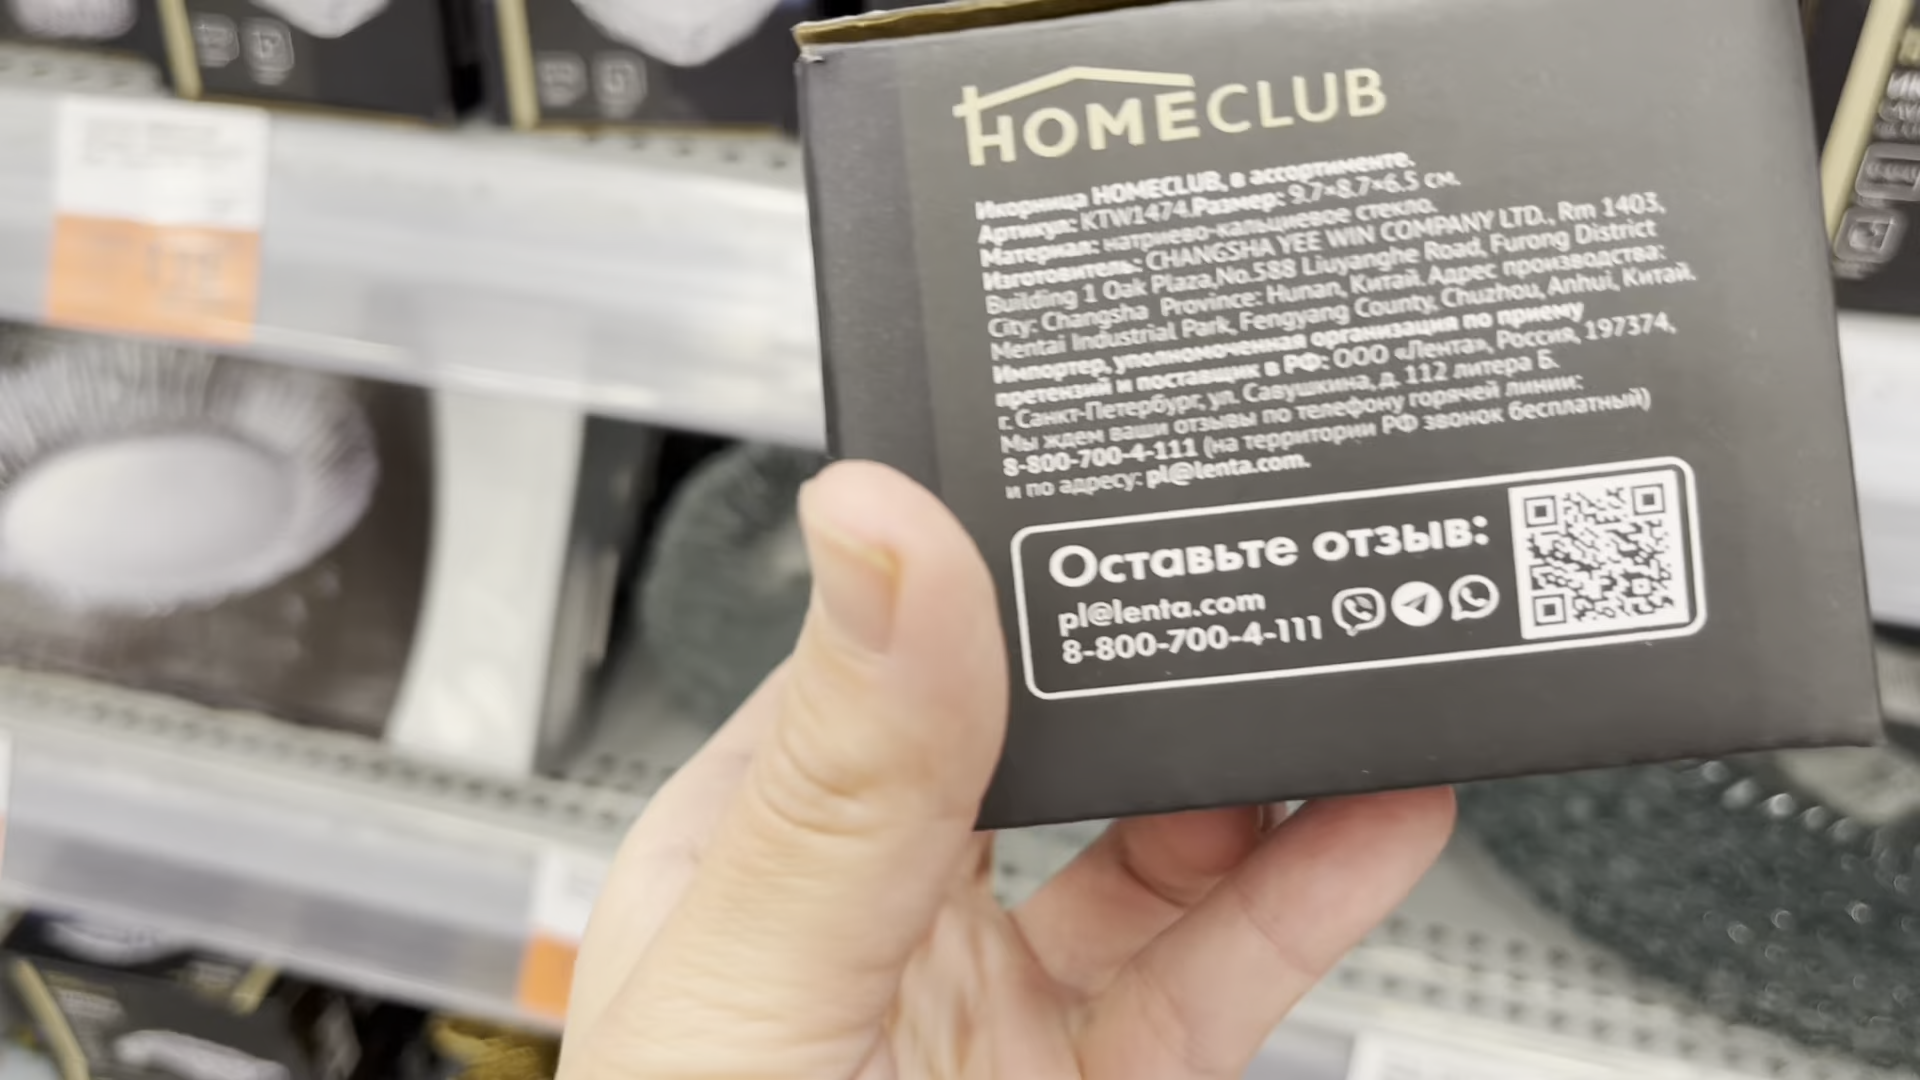 HOMECLUB
Икорница HOMECLUB, в ассортименте.
Артикул: KTW1474.Размер: 9.7×8.7×6.5 см.
Материал: натриево-кальциевое стекло.
Изготовитель: CHANGSHA YEE WIN COMPANY LTD., Rm 1403,
Building 1 Oak Plaza,No.588 Liuyanghe Road, Furong District
City: Changsha Province: Hunan, Китай. Адрес производства:
Mentai Industrial Park, Fengyang County, Chuzhou, Anhui, Китай.
Импортер, уполномоченная организация по приему
претензий и поставщик в РФ: ООО «Лента», Россия, 197374,
г. Санкт-Петербург, ул. Савушкина, д. 112 литера Б.
Мы ждем ваши отзывы по телефону горячей линии:
8-800-700-4-111 (на территории РФ звонок бесплатный)
и по адресу: pl@lenta.com.
Оставьте отзыв:
pl@lenta.com
8-800-700-4-111